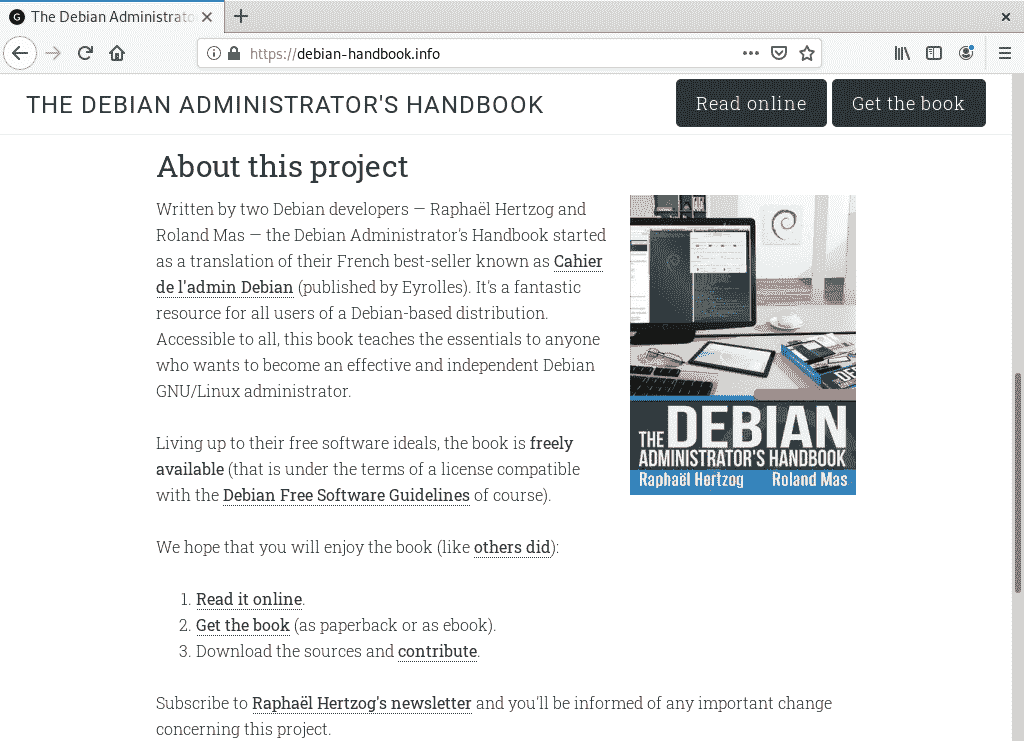 The Debian Administrato
https://debian-handbook.info
THE DEBIAN ADMINISTRATOR'S HANDBOOK
Read online
Get the book
About this project
Written by two Debian developers — Raphaël Hertzog and
Roland Mas — the Debian Administrator's Handbook started
as a translation of their French best-seller known as Cahier
de l'admin Debian (published by Eyrolles). It's a fantastic
resource for all users of a Debian-based distribution.
Accessible to all, this book teaches the essentials to anyone
who wants to become an effective and independent Debian
GNU/Linux administrator.
Living up to their free software ideals, the book is freely
available (that is under the terms of a license compatible
with the Debian Free Software Guidelines of course).
We hope that you will enjoy the book (like others did):
1. Read it online.
2. Get the book (as paperback or as ebook).
3. Download the sources and contribute.
Subscribe to Raphaël Hertzog's newsletter and you'll be informed of any important change
concerning this project.
THE DEBIAN
ADMINISTRATOR'S HANDBOOK
Raphaël Hertzog Roland Mas